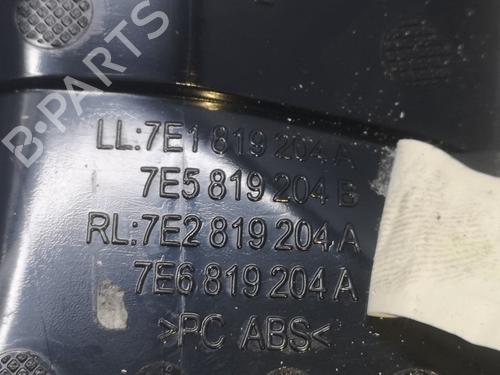 B-PARTS
LL:7E1 819 204 A
7E5 819 204 B
RL:7E2 819 204 A
7E6 819 204 A
>PC ABS<